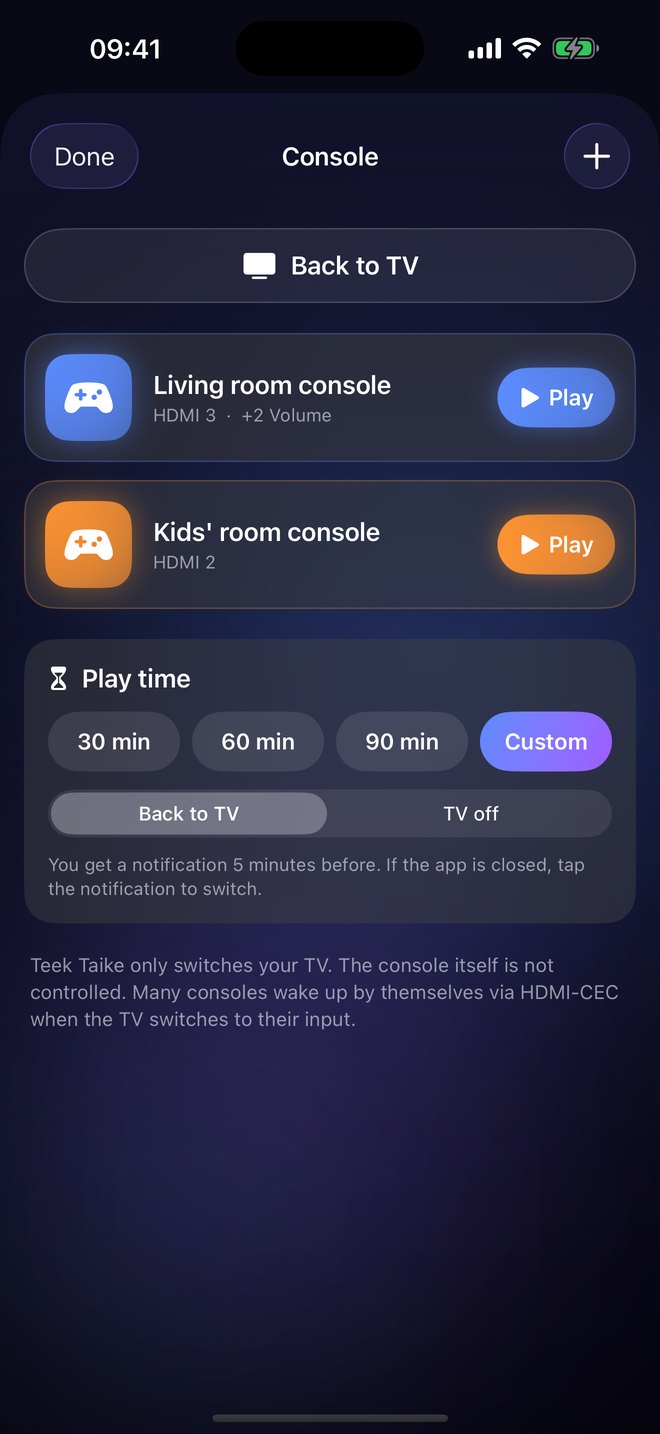 09:41
Done
Console
Back to TV
Living room console
HDMI 3 · +2 Volume
Play
Kids' room console
HDMI 2
Play
Play time
30 min
60 min
90 min
Custom
Back to TV
TV off
You get a notification 5 minutes before. If the app is closed, tap
the notification to switch.
Teek Taike only switches your TV. The console itself is not
controlled. Many consoles wake up by themselves via HDMI-CEC
when the TV switches to their input.